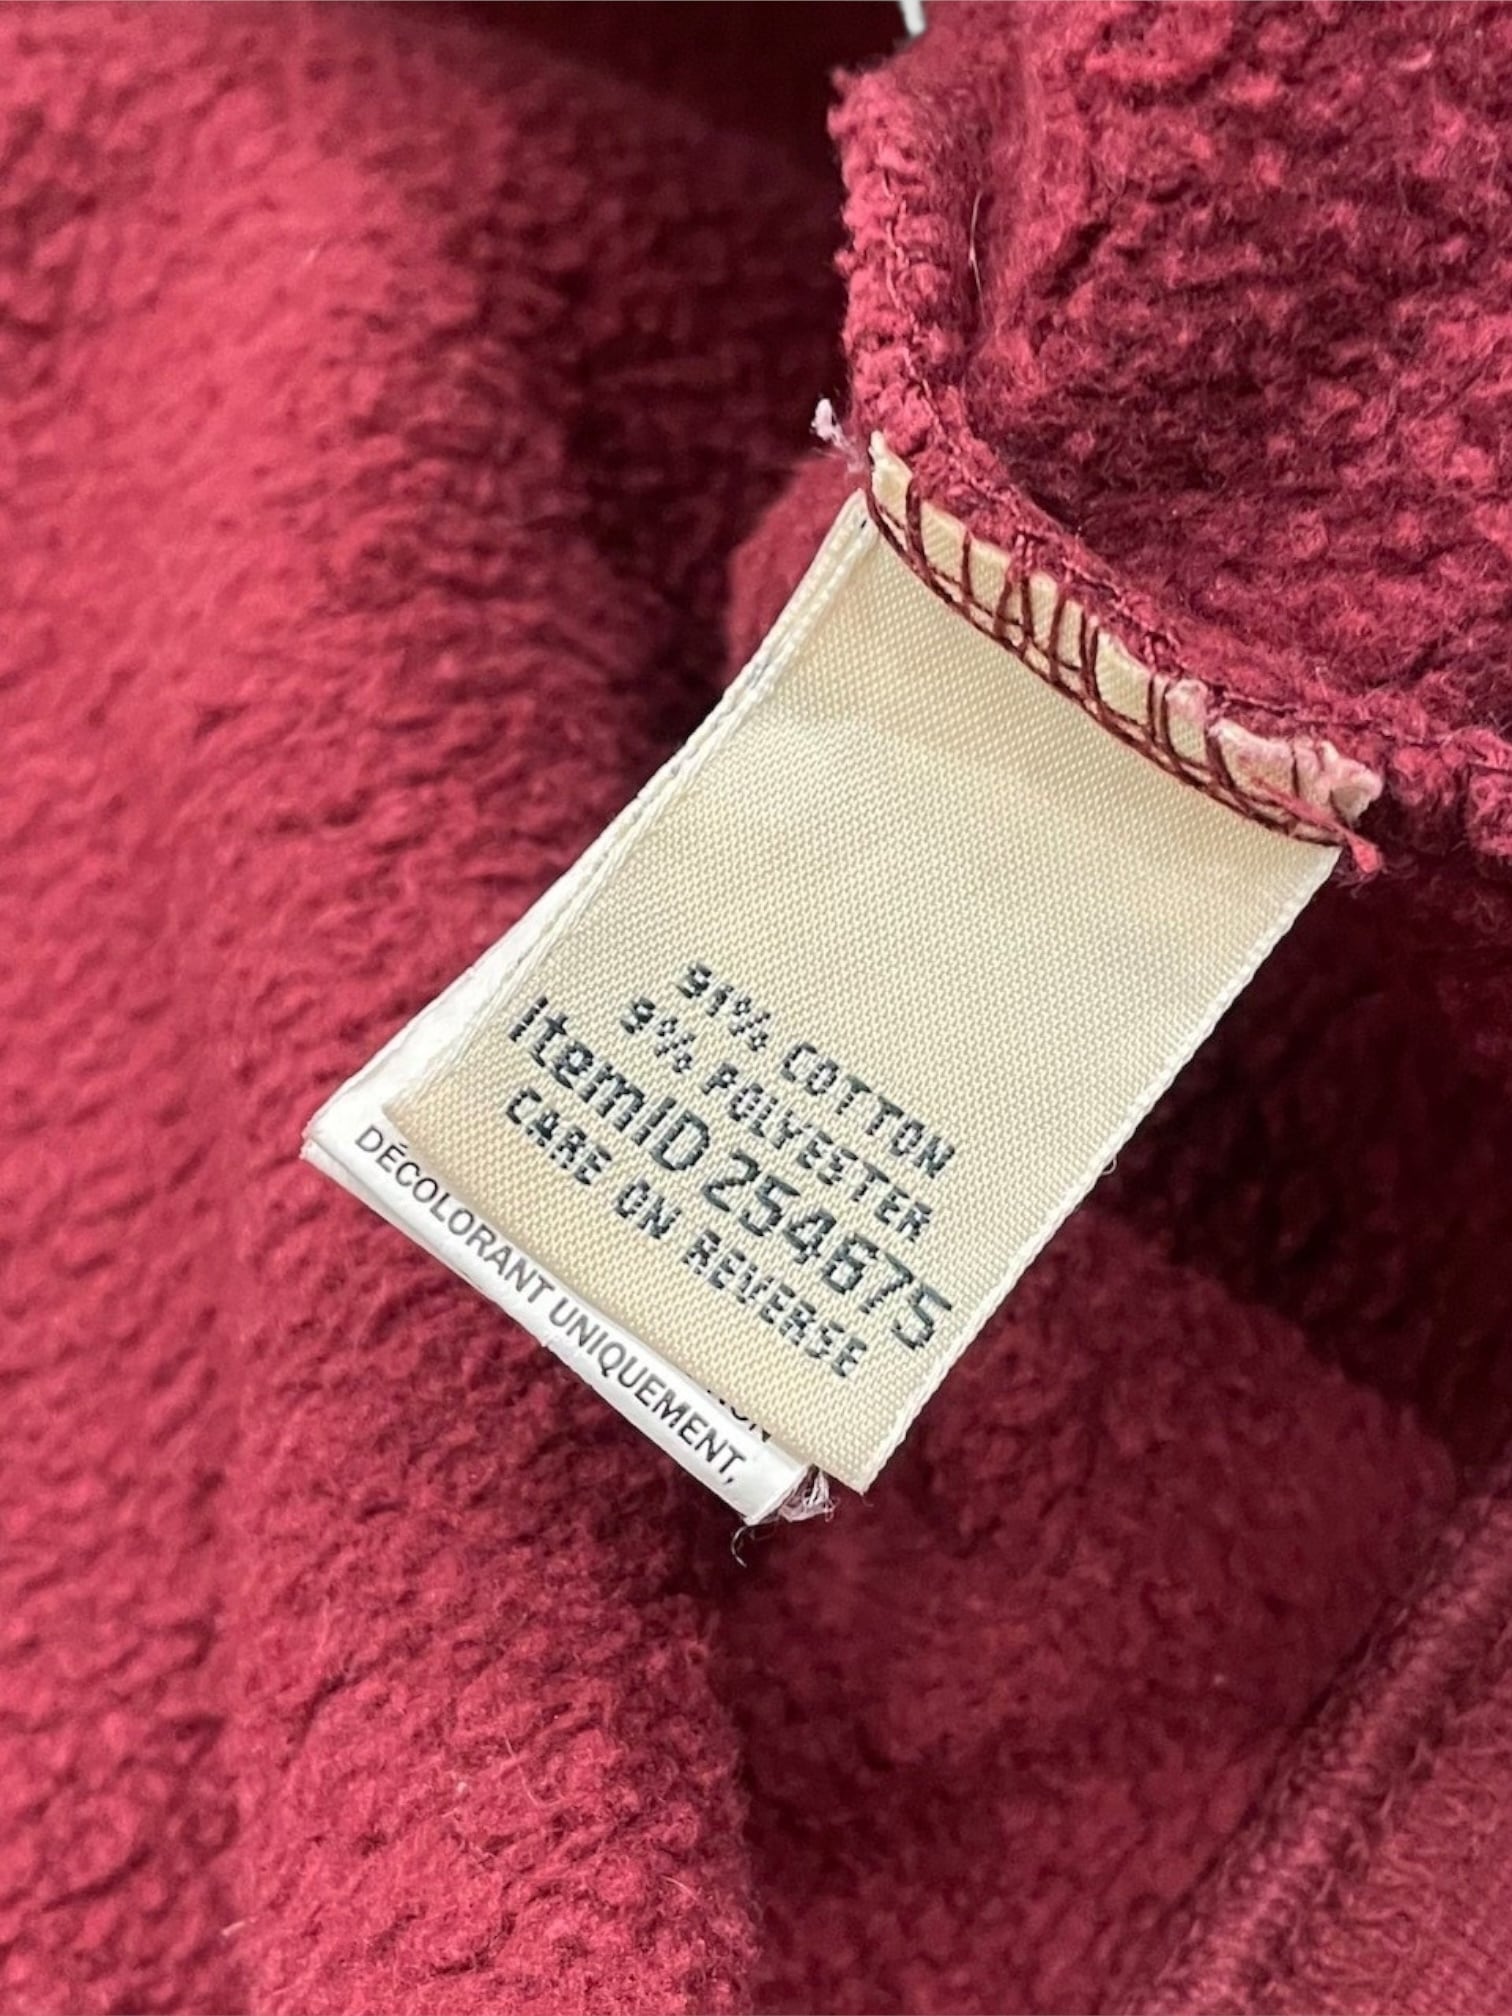 91% COTTON
9% POLYESTER
ItemID 254675
CARE ON REVERSE
DÉCOLORANT UNIQUEMENT,